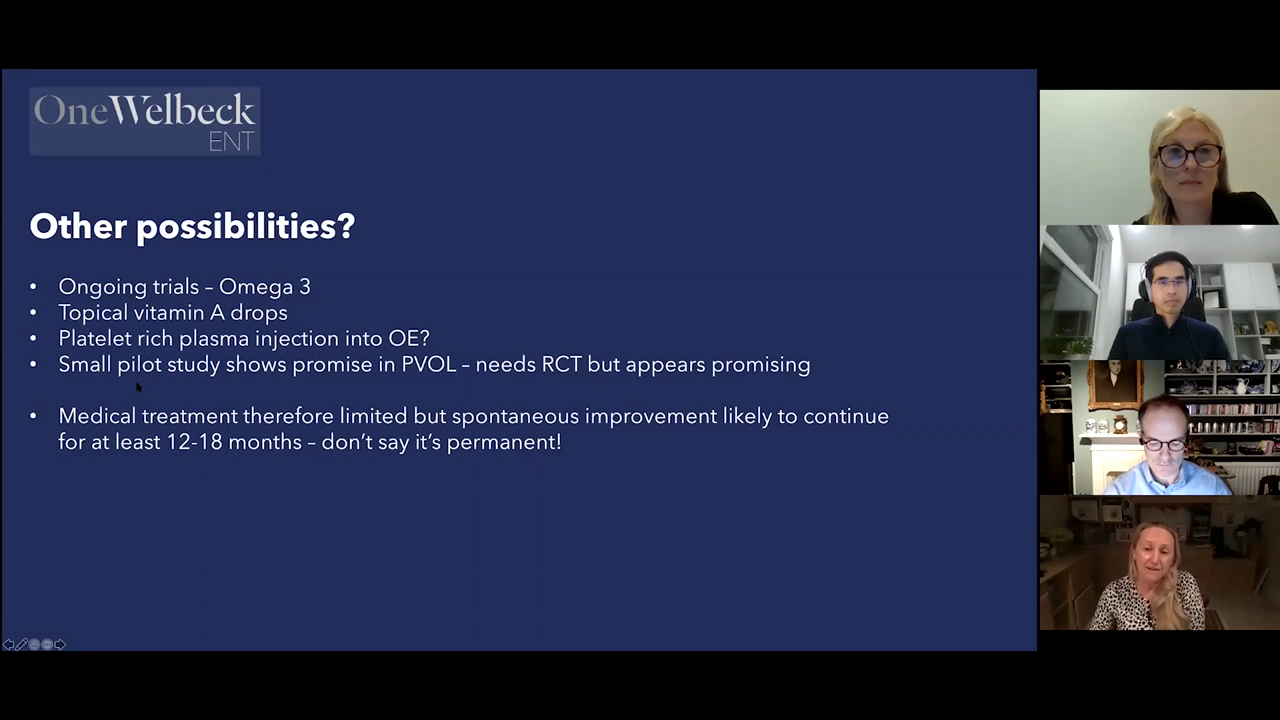 OneWelbeck
ENT
Other possibilities?
• Ongoing trials – Omega 3
• Topical vitamin A drops
• Platelet rich plasma injection into OE?
• Small pilot study shows promise in PVOL – needs RCT but appears promising
• Medical treatment therefore limited but spontaneous improvement likely to continue
for at least 12-18 months – don’t say it’s permanent!